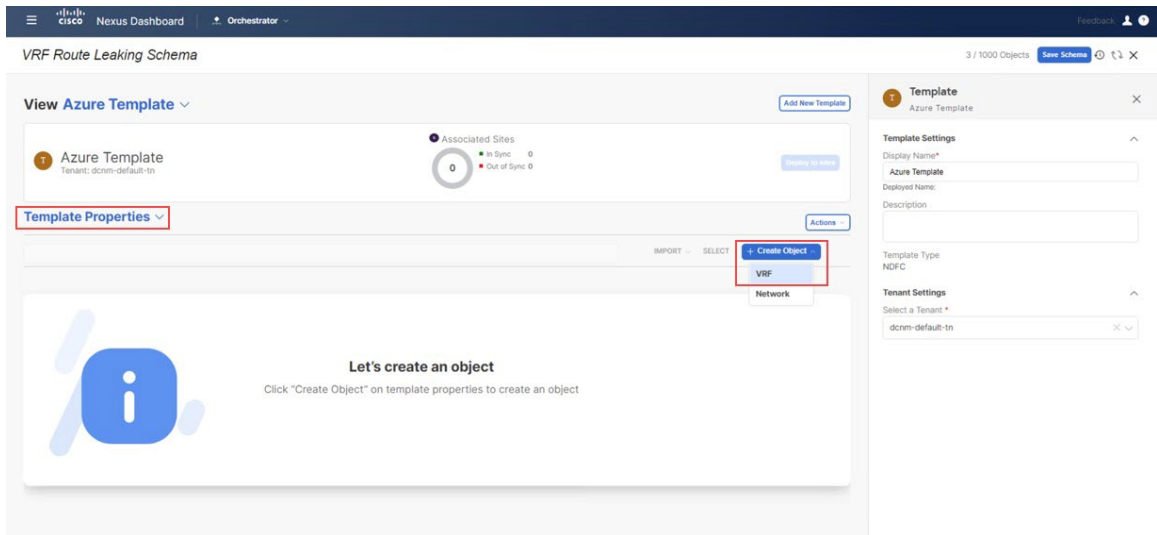 cisco Nexus Dashboard Orchestrator Feedback
VRF Route Leaking Schema 3 / 1000 Objects Save Schema
View Azure Template Add New Template
Template
Azure Template
Azure Template
Tenant: dcnm-default-tn
Associated Sites
0
In Sync 0
Out of Sync 0
Deploy to sites
Template Properties
Actions
IMPORT SELECT + Create Object
VRF
Network
Let's create an object
Click "Create Object" on template properties to create an object
Template Settings
Display Name*
Azure Template
Deployed Name:
Description
Template Type
NDFC
Tenant Settings
Select a Tenant *
dcnm-default-tn